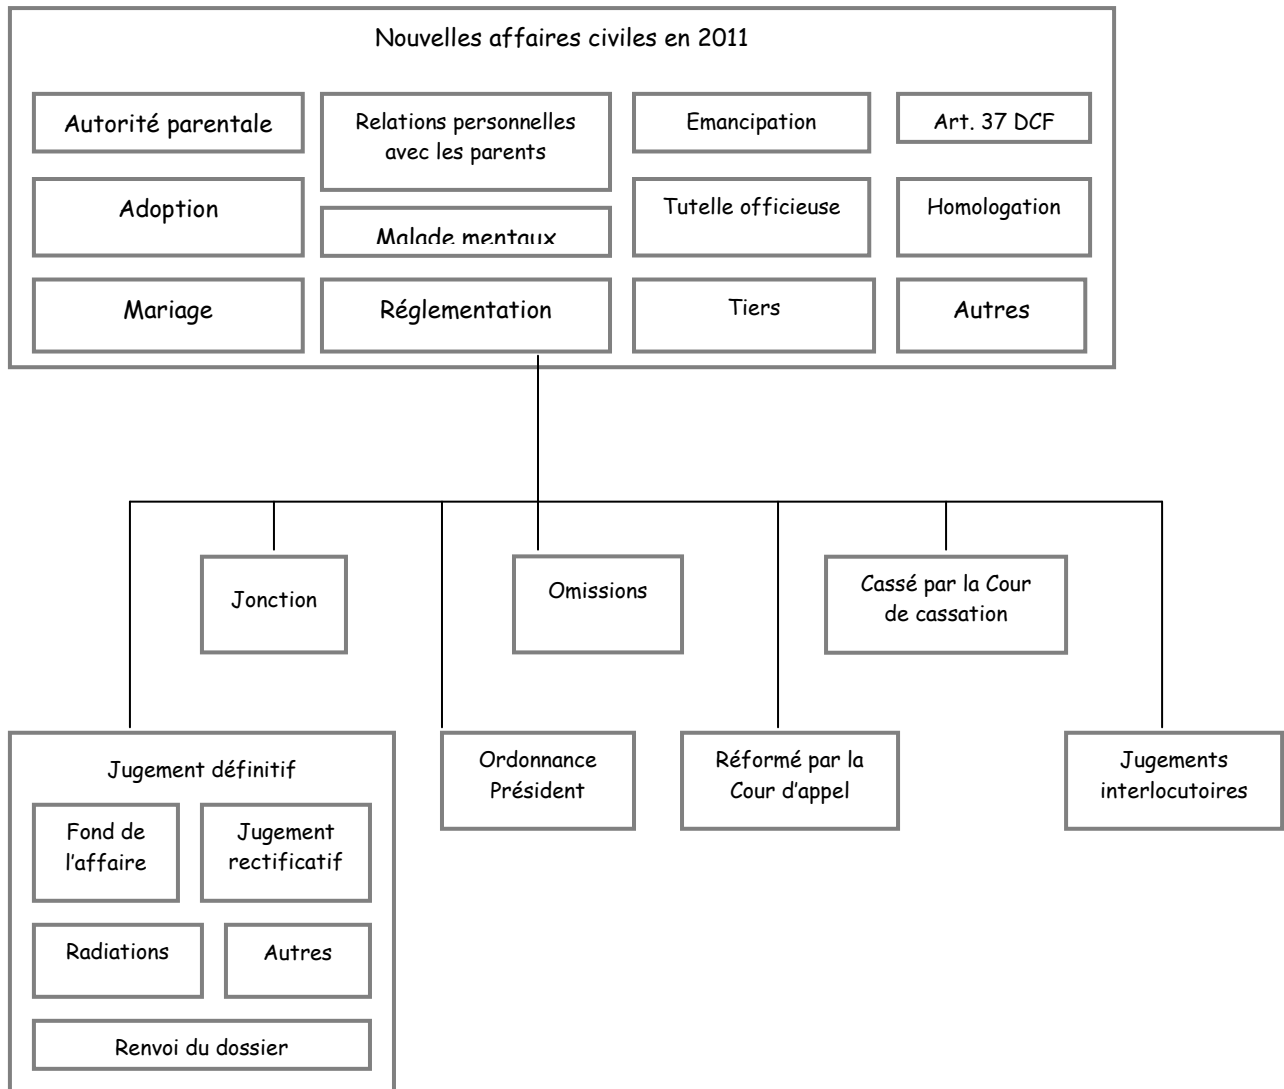 Nouvelles affaires civiles en 2011
Autorité parentale
Relations personnelles
avec les parents
Emancipation
Art. 37 DCF
Adoption
Malade mentaux
Tutelle officieuse
Homologation
Mariage
Réglementation
Tiers
Autres
Jonction
Omissions
Cassé par la Cour
de cassation
Jugement définitif
Fond de
l'affaire
Jugement
rectificatif
Radiations
Autres
Renvoi du dossier
Ordonnance
Président
Réformé par la
Cour d'appel
Jugements
interlocutoires